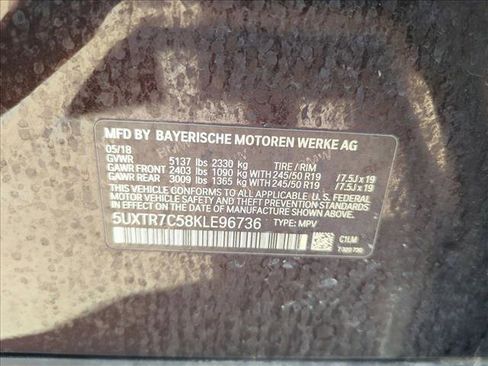 MFD BY BAYERISCHE MOTOREN WERKE AG
05/18
GVWR 5137 lbs 2330 kg TIRE / RIM
GAWR FRONT 2403 lbs 1090 kg WITH 245/50 R19 /7.5J x 19
GAWR REAR 3009 lbs 1365 kg WITH 245/50 R19 /7.5J x 19
THIS VEHICLE CONFORMS TO ALL APPLICABLE U.S. FEDERAL
MOTOR VEHICLE SAFETY AND THEFT PREVENTION STANDARDS
IN EFFECT ON THE DATE OF MANUFACTURE SHOWN ABOVE.
5UXTR7C58KLE96736 TYPE: MPV
C1LM